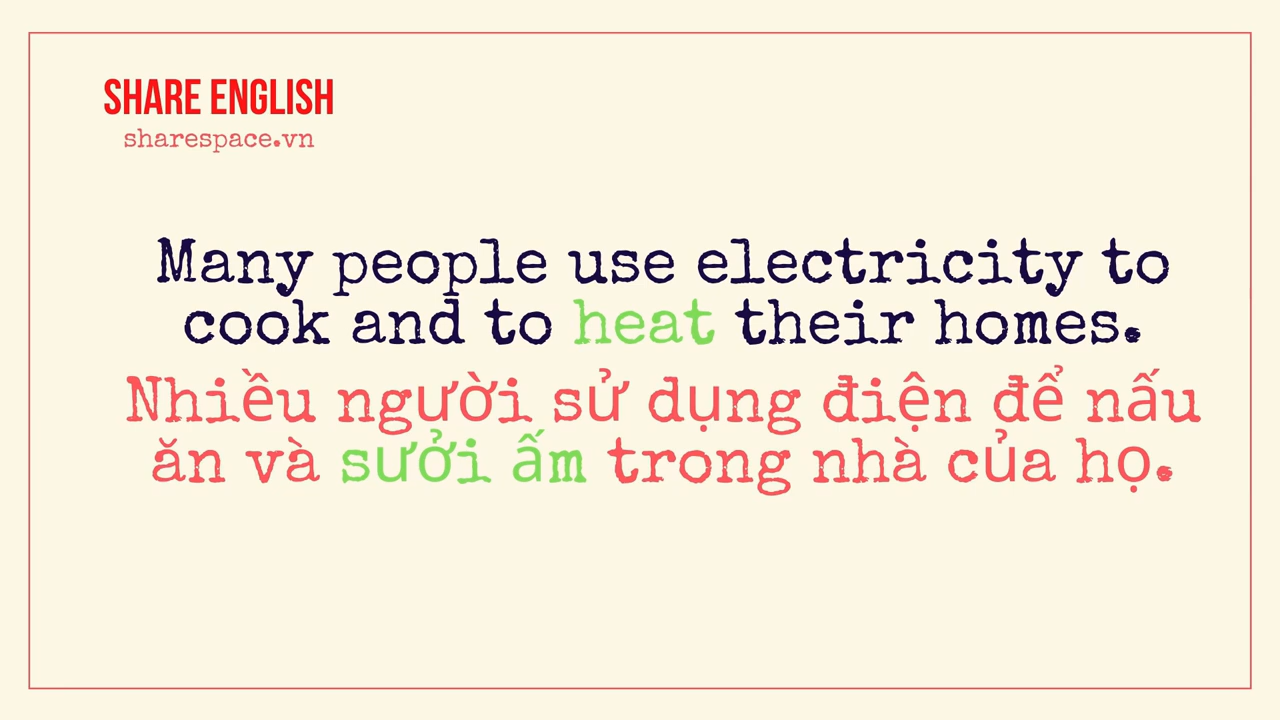 SHARE ENGLISH
sharespace.vn
Many people use electricity to
cook and to heat their homes.
Nhiều người sử dụng điện để nấu
ăn và sưởi ấm trong nhà của họ.